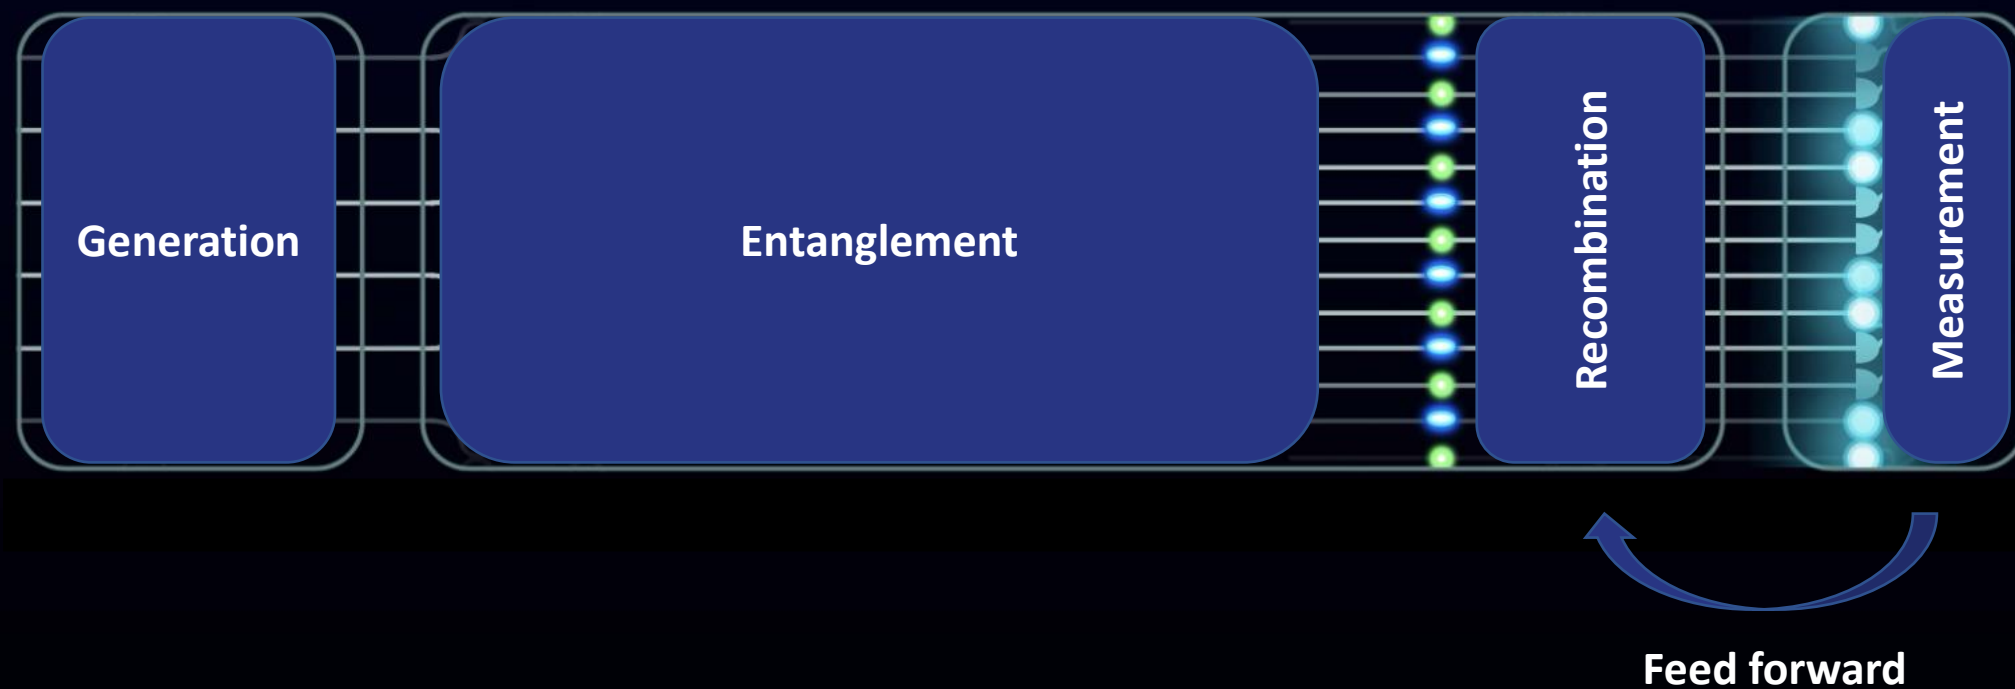 Generation
Entanglement
Recombination
Measurement
Feed forward